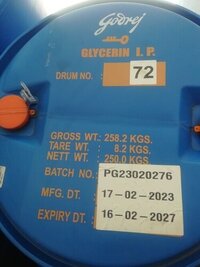 Godrej
GLYCERIN I.P.
DRUM NO. : 72
GROSS WT: 258.2 KGS.
TARE WT: 8.2 KGS.
NETT WT: 250.0 KGS.
BATCH NO.: PG23020276
MFG. DT. : 17-02-2023
EXPIRY DT: 16-02-2027